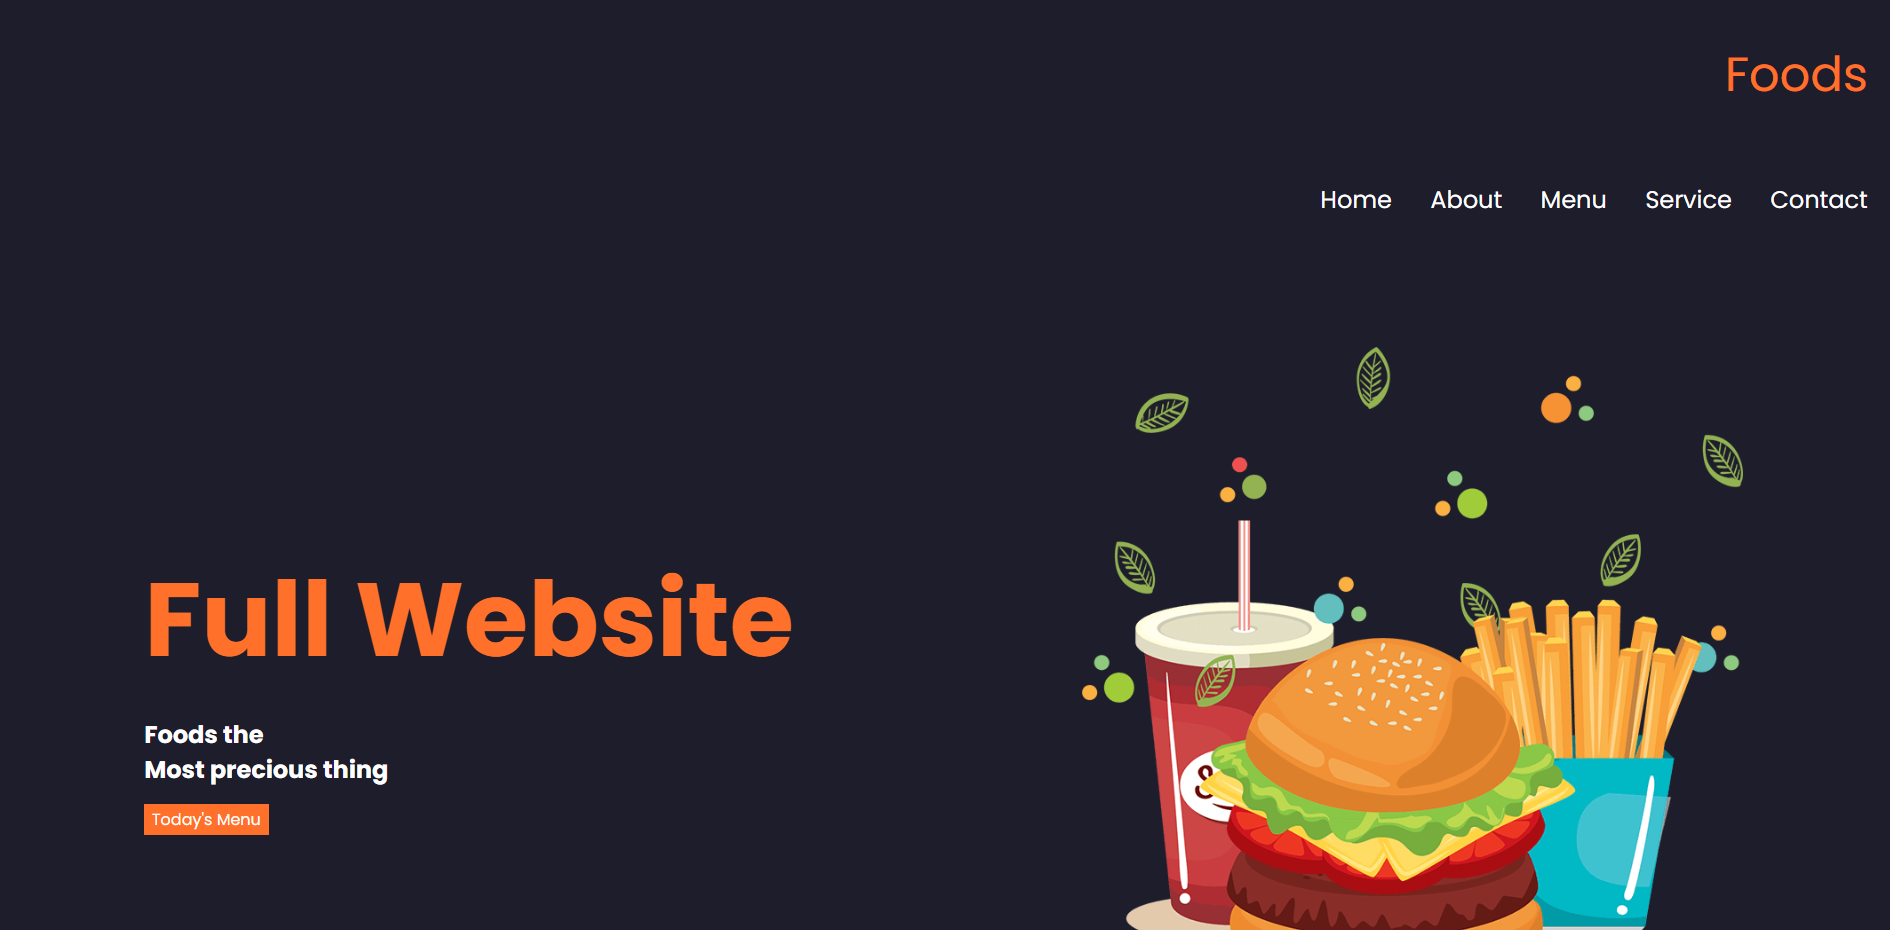 Foods
Home About Menu Service Contact
Full Website
Foods the
Most precious thing
Today's Menu